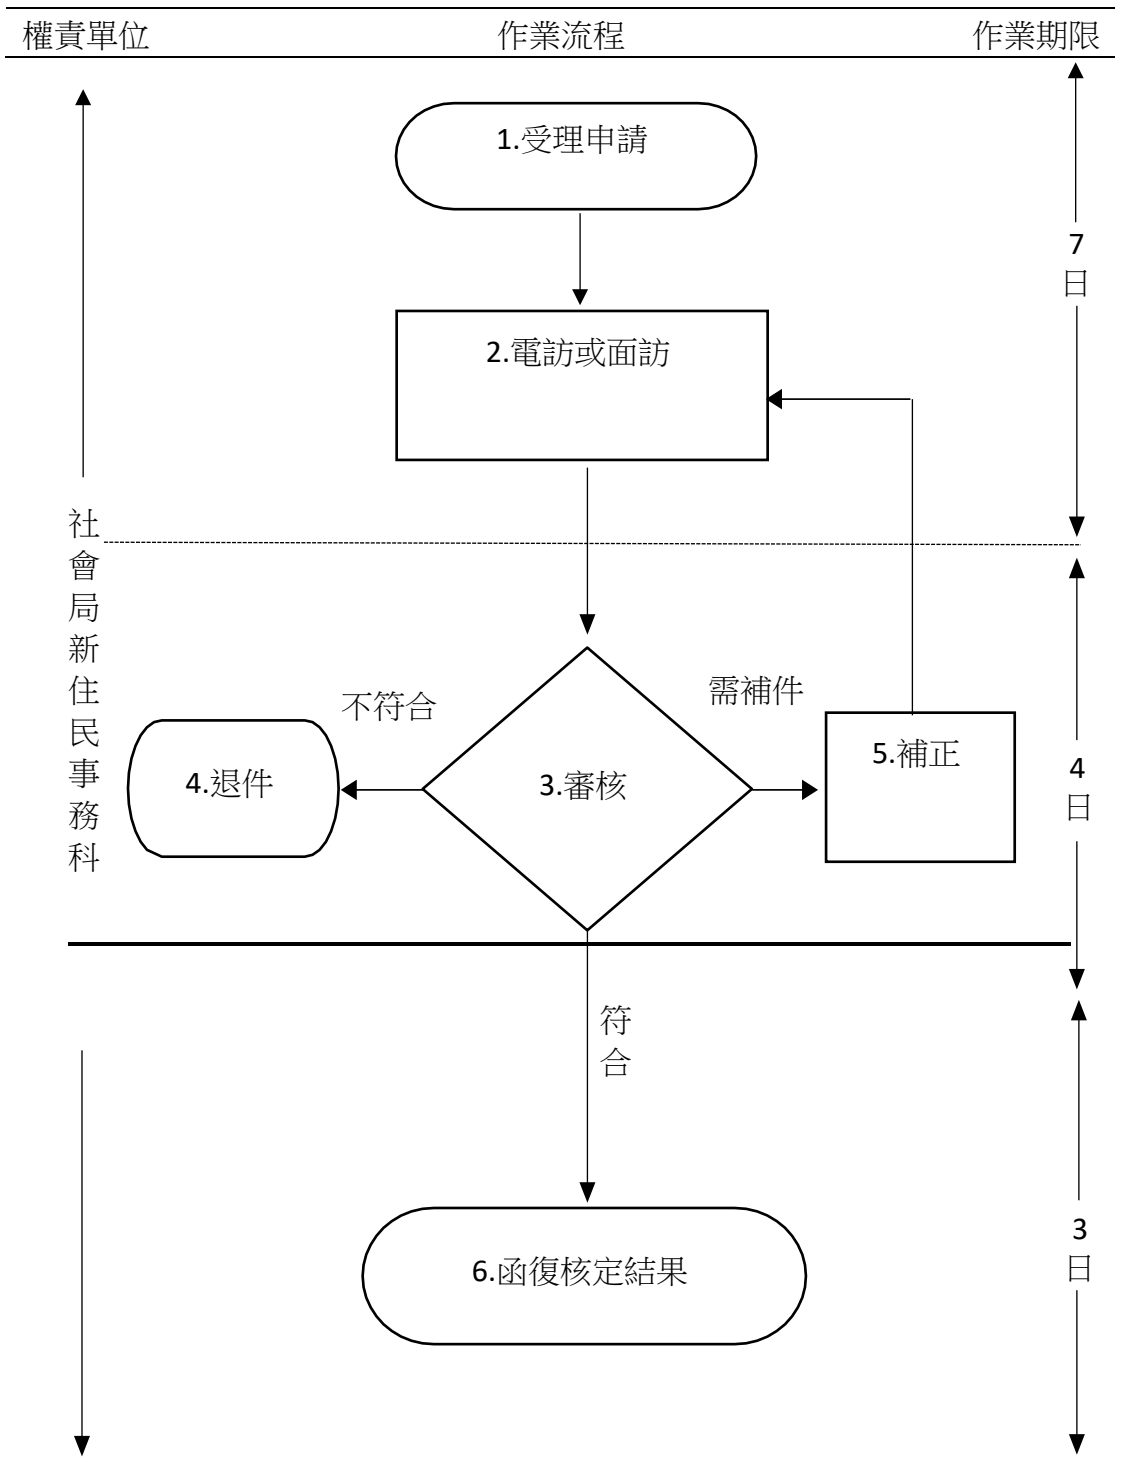 權責單位 作業流程 作業期限
1.受理申請
7
日
2.電訪或面訪
社會局新住民事務科
不符合
需補件
4.退件
3.審核
5.補正
4
日
符合
3
日
6.函復核定結果